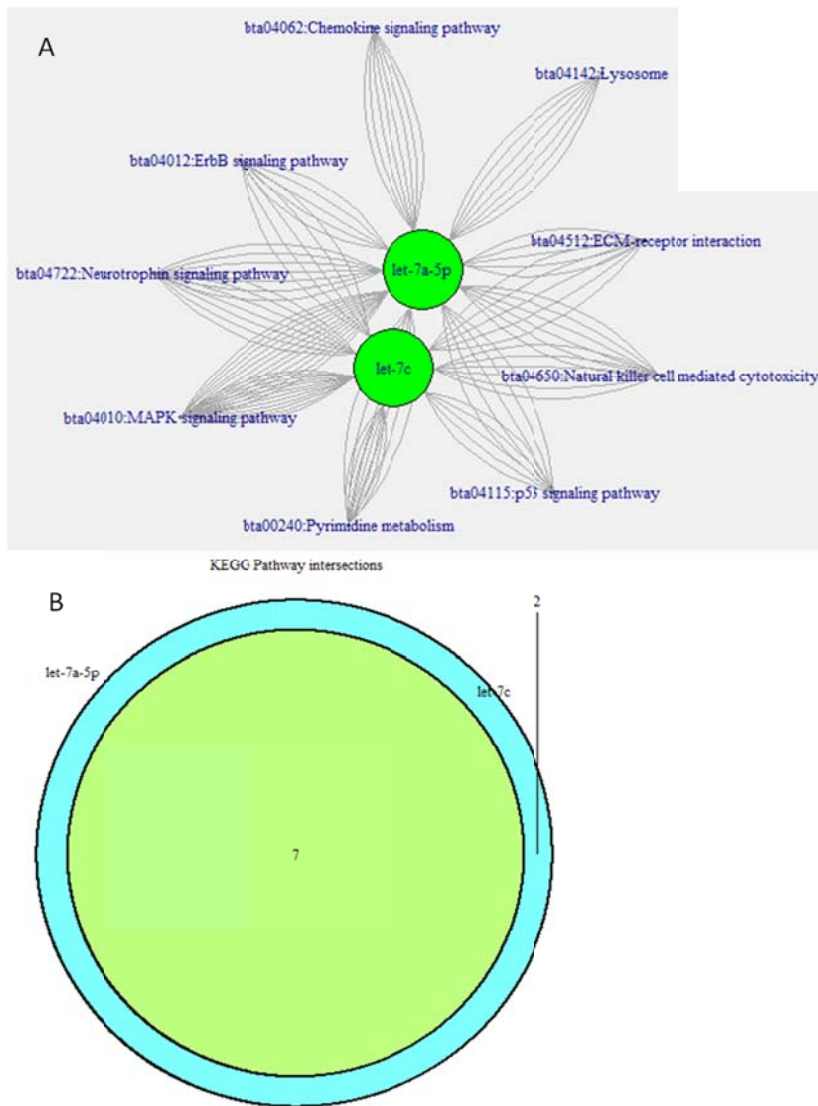 A
bta04062:Chemokine signaling pathway
bta04142:Lysosome
bta04012:ErbB signaling pathway
bta04512:ECM-receptor interaction
let-7a-5p
bta04722:Neurotrophin signaling pathway
let-7c
bta04650:Natural killer cell mediated cytotoxicity
bta04010:MAPK signaling pathway
bta04115:p53 signaling pathway
bta00240:Pyrimidine metabolism
KEGG Pathway intersections
B
2
let-7a-5p
let-7c
7